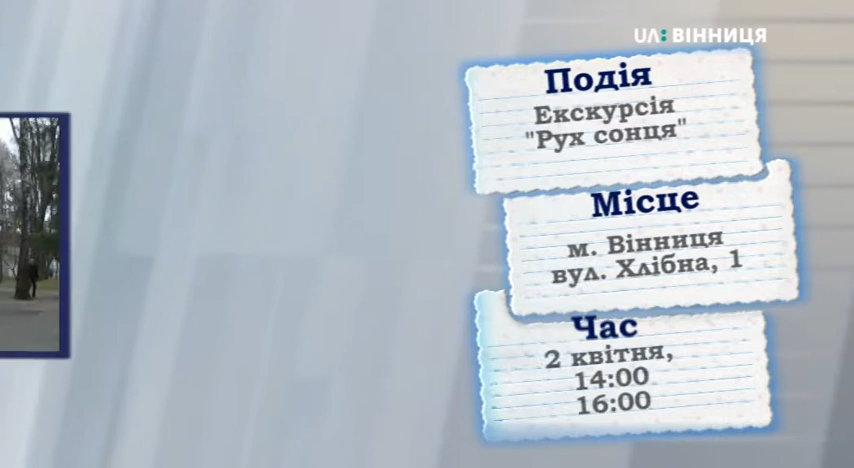 UA: ВІННИЦЯ
Подія
Екскурсія
"Рух сонця"
Місце
м. Вінниця
вул. Хлібна, 1
Час
2 квітня,
14:00
16:00